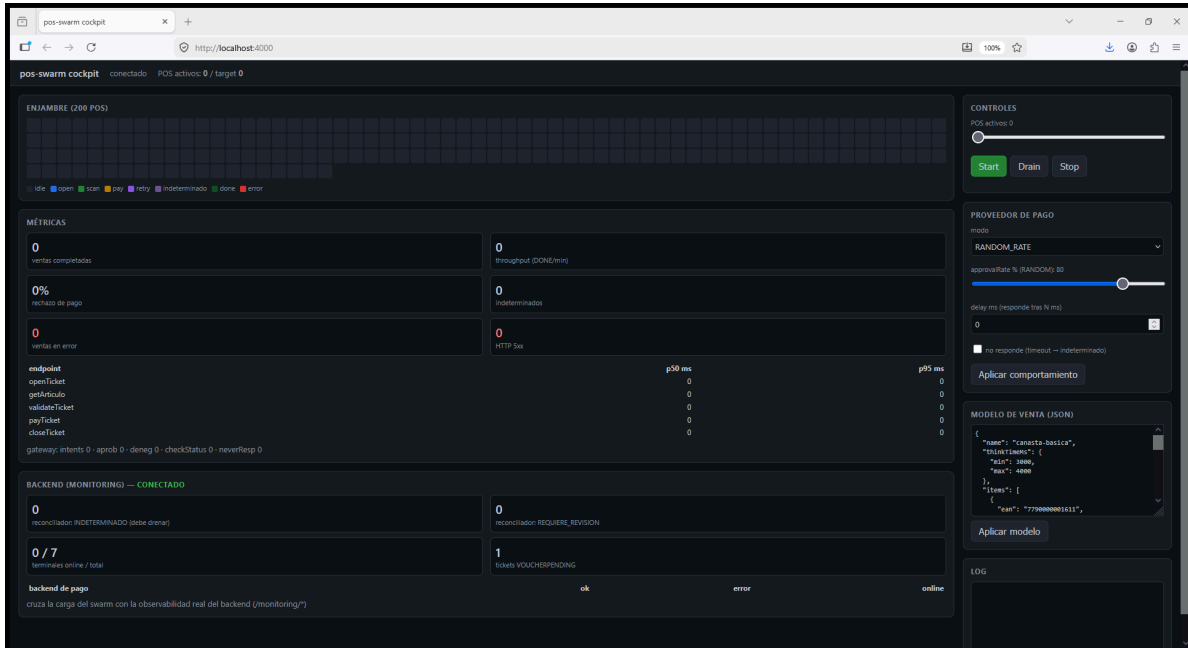 pos-swarm cockpit
http://localhost:4000
100%
pos-swarm cockpit conectado POS activos: 0 / target 0
ENJAMBRE (200 POS)
idle open scan pay retry indeterminado done error
MÉTRICAS
0
ventas completadas
0
throughput (DONE/min)
0%
rechazo de pago
0
indeterminados
0
ventas en error
0
HTTP 5xx
endpoint p50 ms p95 ms
openTicket 0 0
getArticulo 0 0
validateTicket 0 0
payTicket 0 0
closeTicket 0 0
gateway: intents 0 · aprob 0 · deneg 0 · checkStatus 0 · neverResp 0
BACKEND (MONITORING) — CONECTADO
0
reconciliador: INDETERMINADO (debe drenar)
0
reconciliador: REQUIERE_REVISION
0 / 7
terminales online / total
1
tickets VOUCHERPENDING
backend de pago ok error online
cruza la carga del swarm con la observabilidad real del backend (/monitoring/*)
CONTROLES
POS activos: 0
Start Drain Stop
PROVEEDOR DE PAGO
modo
RANDOM_RATE
approvalRate % (RANDOM): 80
delay ms (responde tras N ms)
0
no responde (timeout → indeterminado)
Aplicar comportamiento
MODELO DE VENTA (JSON)
{
"name": "canasta-basica",
"thinkTimeMs": {
"min": 3000,
"max": 4000
},
"items": [
{
"ean": "7790000001611",
Aplicar modelo
LOG